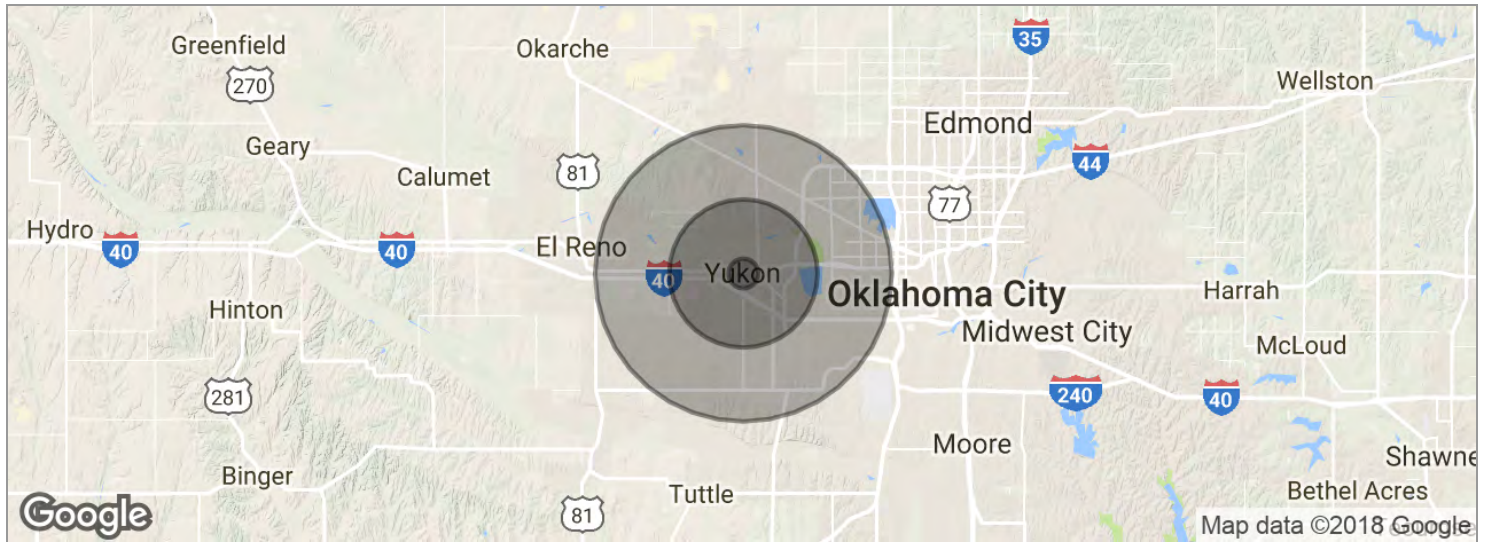 Greenfield
Okarche
35
Wellston
270
Edmond
Geary
44
81
Calumet
77
Hydro
40
40
El Reno
40
Yukon
Oklahoma City
Harrah
Hinton
Midwest City
McLoud
281
240
40
Moore
Shawne
Binger
Tuttle
Bethel Acres
Google
81
Map data ©2018 Google